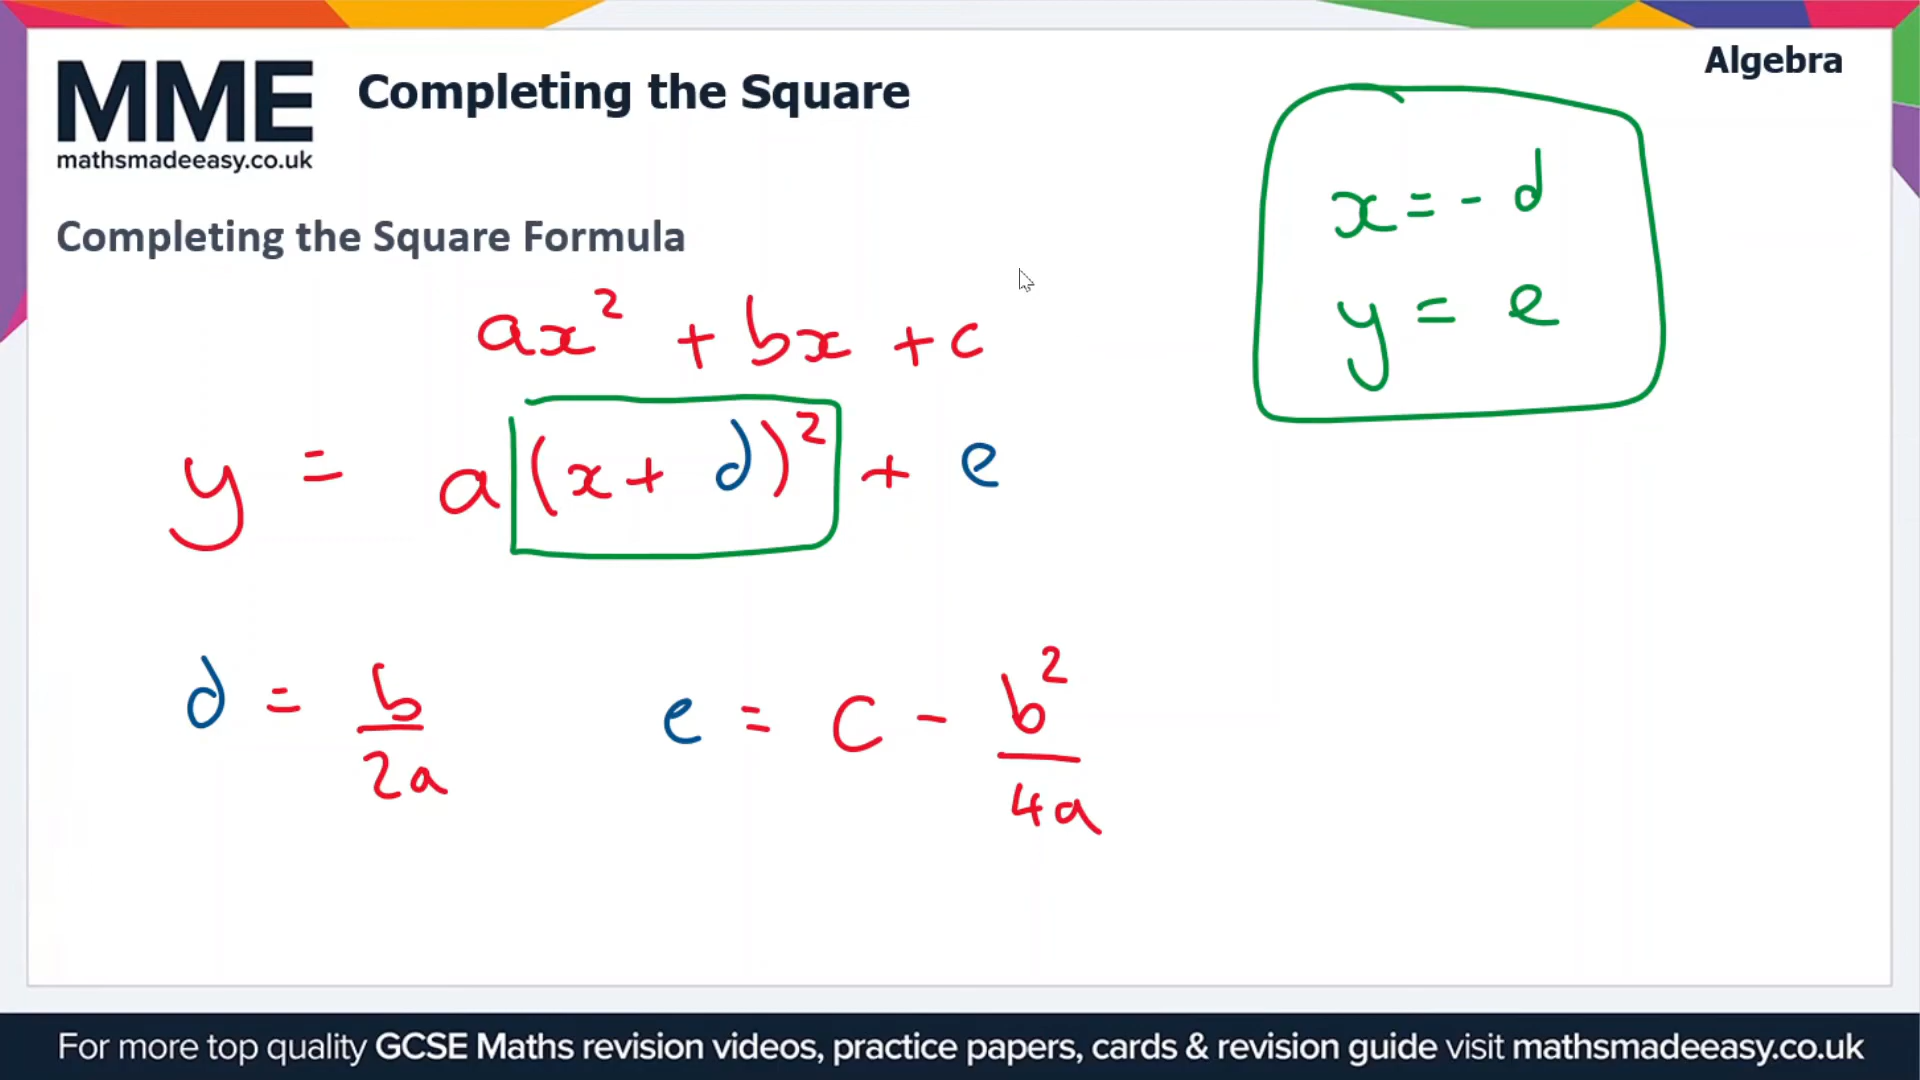 Algebra
MME
mathsmadeeasy.co.uk
Completing the Square
x = - d
y = e
Completing the Square Formula
ax² + bx + c
y = a(x + d)² + e
d = b/2a
e = c - b²/4a
For more top quality GCSE Maths revision videos, practice papers, cards & revision guide visit mathsmadeeasy.co.uk